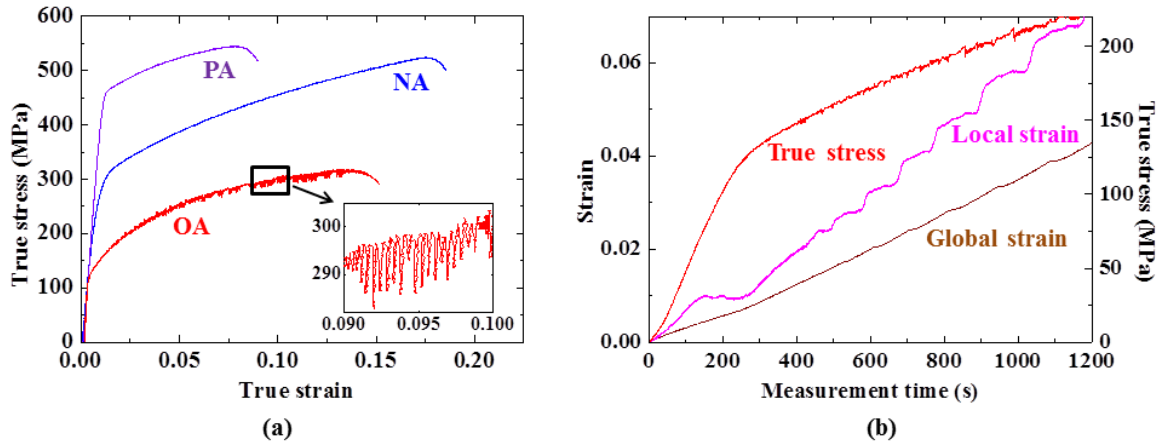 600
500
400
300
200
100
0
True stress (MPa)
PA
NA
OA
300
290
0.090 0.095 0.100
0.00 0.05 0.10 0.15 0.20
True strain
(a)
0.06
0.04
0.02
0.00
Strain
True stress
Local strain
Global strain
200
150
100
50
0
True stress (MPa)
0 200 400 600 800 1000 1200
Measurement time (s)
(b)